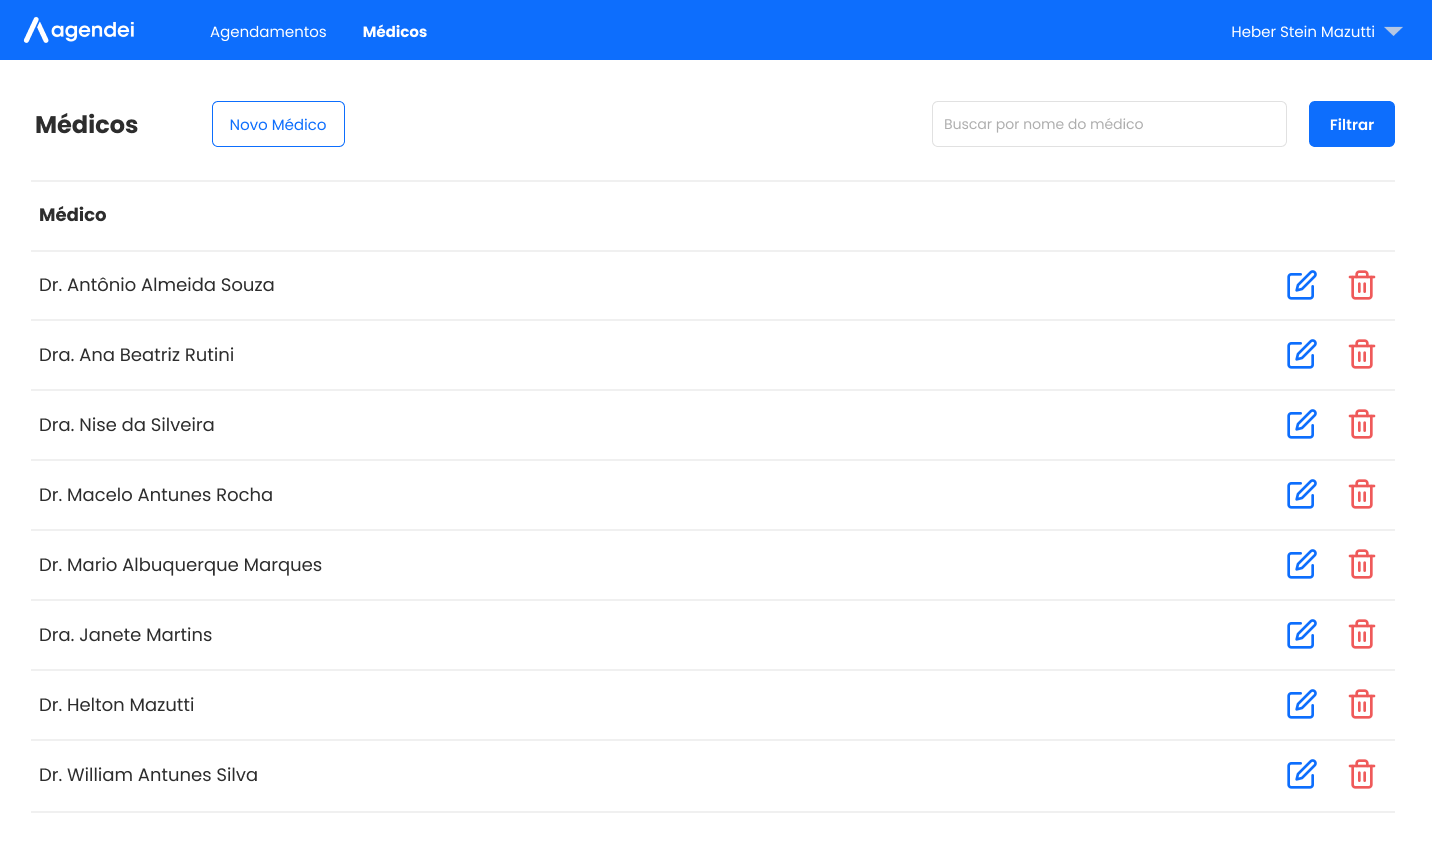 agendei
Agendamentos
Médicos
Heber Stein Mazutti
Médicos
Novo Médico
Buscar por nome do médico
Filtrar
Médico
Dr. Antônio Almeida Souza
Dra. Ana Beatriz Rutini
Dra. Nise da Silveira
Dr. Macelo Antunes Rocha
Dr. Mario Albuquerque Marques
Dra. Janete Martins
Dr. Helton Mazutti
Dr. William Antunes Silva